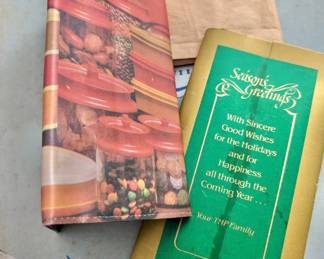 Season's
Greetings
With Sincere
Good Wishes
for the Holidays
and for
Happiness
all through the
Coming Year . . .
Your THP Family